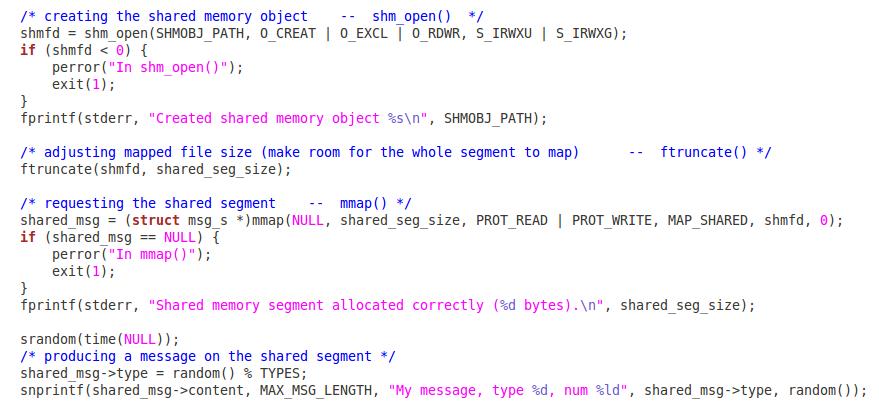 /* creating the shared memory object    --  shm_open()  */
shmfd = shm_open(SHMOBJ_PATH, O_CREAT | O_EXCL | O_RDWR, S_IRWXU | S_IRWXG);
if (shmfd < 0) {
    perror("In shm_open()");
    exit(1);
}
fprintf(stderr, "Created shared memory object %s\n", SHMOBJ_PATH);

/* adjusting mapped file size (make room for the whole segment to map)      --  ftruncate() */
ftruncate(shmfd, shared_seg_size);

/* requesting the shared segment    --  mmap() */
shared_msg = (struct msg_s *)mmap(NULL, shared_seg_size, PROT_READ | PROT_WRITE, MAP_SHARED, shmfd, 0);
if (shared_msg == NULL) {
    perror("In mmap()");
    exit(1);
}
fprintf(stderr, "Shared memory segment allocated correctly (%d bytes).\n", shared_seg_size);

srandom(time(NULL));
/* producing a message on the shared segment */
shared_msg->type = random() % TYPES;
snprintf(shared_msg->content, MAX_MSG_LENGTH, "My message, type %d, num %ld", shared_msg->type, random());